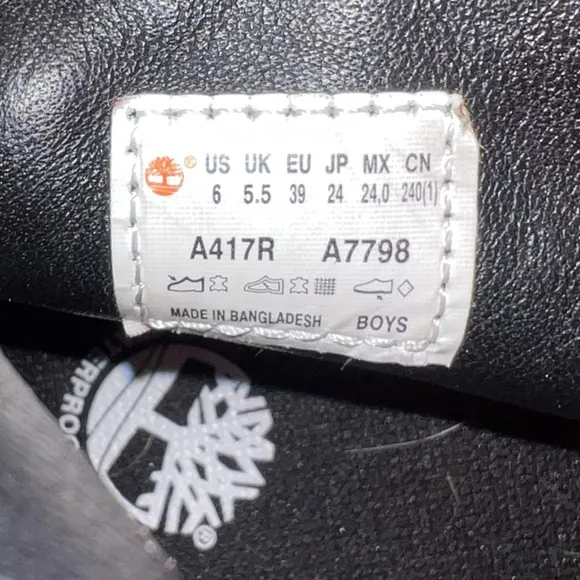 ® US UK EU JP MX CN
6 5.5 39 24 24,0 240(1)
A417R A7798
MADE IN BANGLADESH BOYS
®